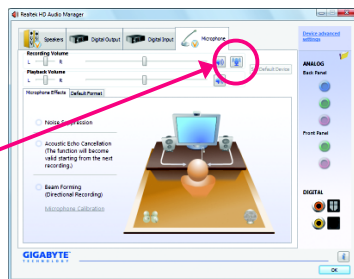 Realtek HD Audio Manager
Speakers
Digital Output
Digital Input
Microphone
Device advanced
settings
Recording Volume
L
R
Default Device
Playback Volume
L
R
ANALOG
Back Panel
Microphone Effects
Default Format
Noise Suppression
Acoustic Echo Cancellation
(The function will become
valid starting from the next
recording.)
Front Panel
Beam Forming
(Directional Recording)
Microphone Calibration
DIGITAL
GIGABYTE
TECHNOLOGY
i
OK